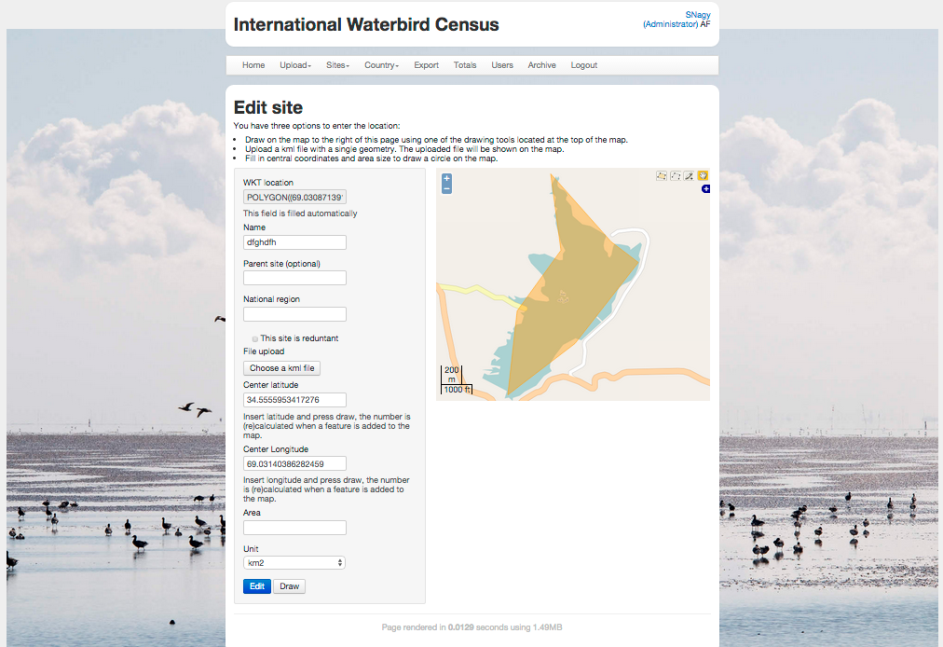 International Waterbird Census
SNagy
(Administrator) AF
Home Upload Sites Country Export Totals Users Archive Logout
Edit site
You have three options to enter the location:
Draw on the map to the right of this page using one of the drawing tools located at the top of the map.
Upload a kml file with a single geometry. The uploaded file will be shown on the map.
Fill in central coordinates and area size to draw a circle on the map.
WKT location
POLYGON((69.03087139
This field is filled automatically
Name
dfghdfh
Parent site (optional)
National region
This site is reduntant
File upload
Choose a kml file
Center latitude
34.5555953417276
Insert latitude and press draw, the number is
(re)calculated when a feature is added to the
map.
Center Longitude
69.03140386282459
Insert longitude and press draw, the number
is (re)calculated when a feature is added to
the map.
Area
Unit
km2
Edit Draw
+
−
200
m
1000 ft
+
Page rendered in 0.0129 seconds using 1.49MB